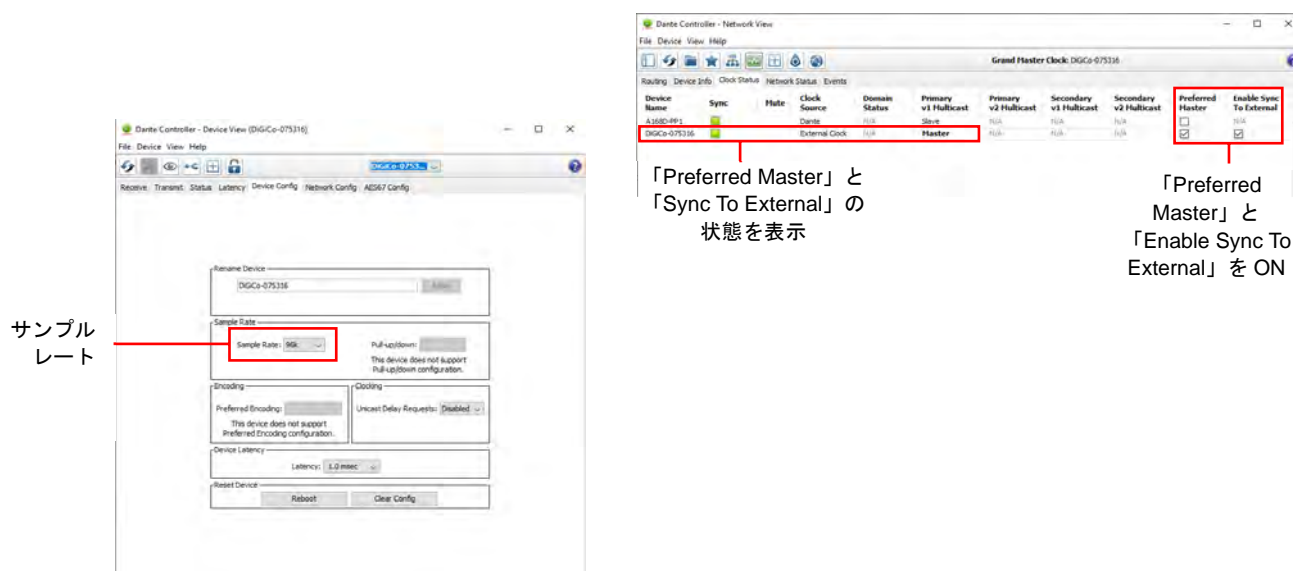 Dante Controller - Device View (DiGiCo-075316)
File Device View Help
DiGiCo-0753...
Receive Transmit Status Latency Device Config Network Config AES67 Config
Rename Device
DiGiCo-075316
Sample Rate
Sample Rate: 96k
Pull-up/down:
This device does not support
Pull-up/down configuration.
Encoding
Preferred Encoding:
This device does not support
Preferred Encoding configuration.
Clocking
Unicast Delay Requests: Disabled
Device Latency
Latency: 1.0 msec
Reset Device
Reboot Clear Config
サンプル
レート
Dante Controller - Network View
File Device View Help
Grand Master Clock: DiGiCo-075316
Routing Device Info Clock Status Network Status Events
Device Name Sync Mute Clock Source Domain Status Primary v1 Multicast Primary v2 Multicast Secondary v1 Multicast Secondary v2 Multicast Preferred Master Enable Sync To External
A168D-PP1 Dante N/A Slave N/A N/A N/A N/A
DiGiCo-075316 External Clock N/A Master N/A N/A N/A
「Preferred Master」と
「Sync To External」の
状態を表示
「Preferred
Master」と
「Enable Sync To
External」を ON